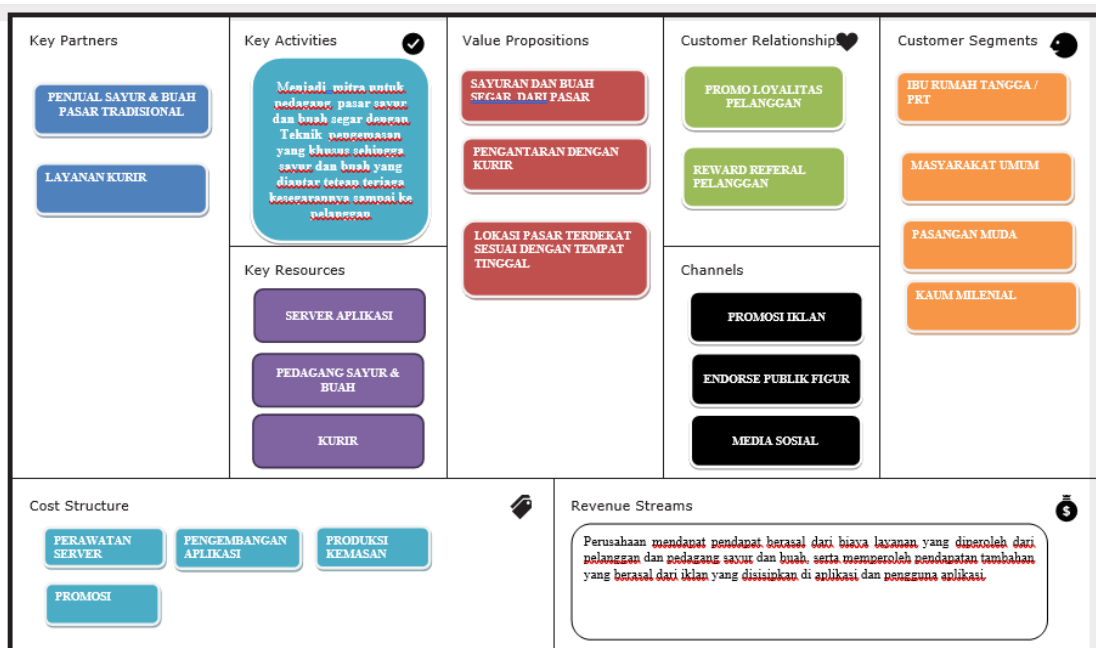 Key Partners
PENJUAL SAYUR & BUAH
PASAR TRADISIONAL
LAYANAN KURIR
Key Activities
Menjadi mitra untuk
pedagang pasar sayur
dan buah segar dengan
Teknik pengemasan
yang khusus sehingga
sayur dan buah yang
diantar tetap terjaga
kesegarannya sampai ke
pelanggan
Key Resources
SERVER APLIKASI
PEDAGANG SAYUR &
BUAH
KURIR
Value Propositions
SAYURAN DAN BUAH
SEGAR DARI PASAR
PENGANTARAN DENGAN
KURIR
LOKASI PASAR TERDEKAT
SESUAI DENGAN TEMPAT
TINGGAL
Customer Relationships
PROMO LOYALITAS
PELANGGAN
REWARD REFERAL
PELANGGAN
Channels
PROMOSI IKLAN
ENDORSE PUBLIK FIGUR
MEDIA SOSIAL
Customer Segments
IBU RUMAH TANGGA /
PRT
MASYARAKAT UMUM
PASANGAN MUDA
KAUM MILENIAL
Cost Structure
PERAWATAN
SERVER
PENGEMBANGAN
APLIKASI
PRODUKSI
KEMASAN
PROMOSI
Revenue Streams
$
Perusahaan mendapat pendapat berasal dari biaya layanan yang diperoleh dari
pelanggan dan pedagang sayur dan buah, serta memperoleh pendapatan tambahan
yang berasal dari iklan yang disisipkan di aplikasi dan pengguna aplikasi.